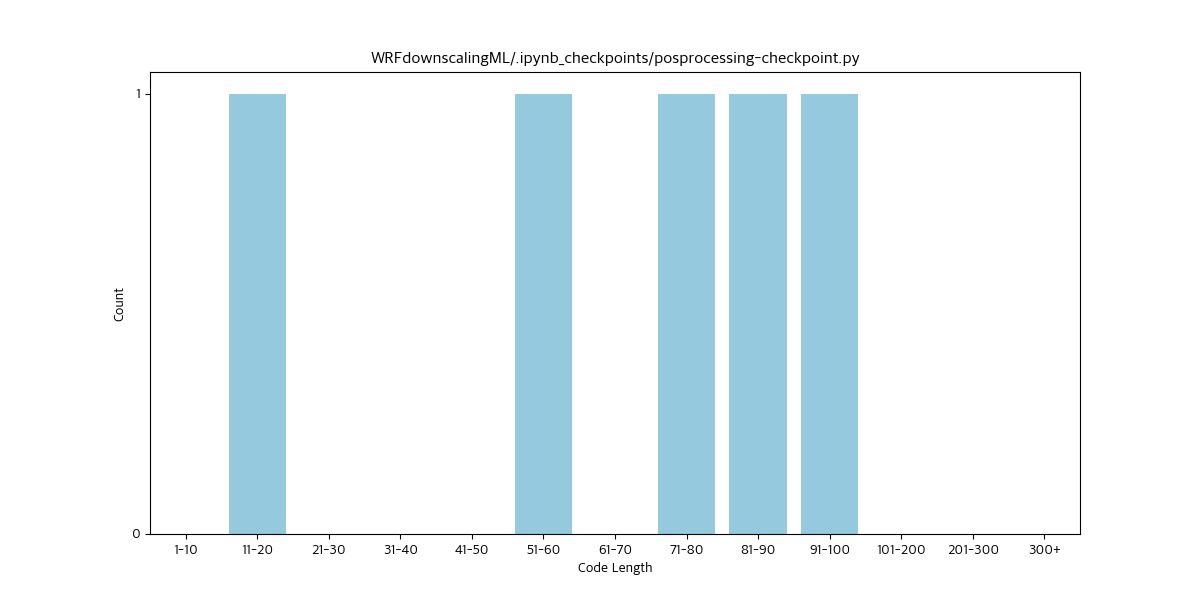 WRFdownscalingML/.ipynb_checkpoints/posprocessing-checkpoint.py
1
Count
0
1-10 11-20 21-30 31-40 41-50 51-60 61-70 71-80 81-90 91-100 101-200 201-300 300+
Code Length